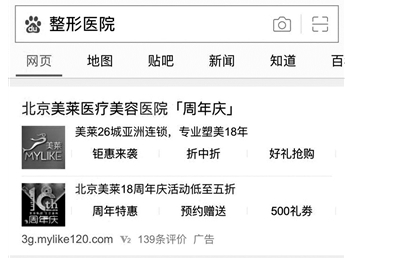 整形医院
网页 地图 贴吧 新闻 知道 百
北京美莱医疗美容医院「周年庆」
美莱
MYLIKE
美莱26城亚洲连锁，专业塑美18年
钜惠来袭 折中折 好礼抢购
18th
周年庆
北京美莱18周年庆活动低至五折
周年特惠 预约赠送 500礼券
3g.mylike120.com V2 139条评价 广告